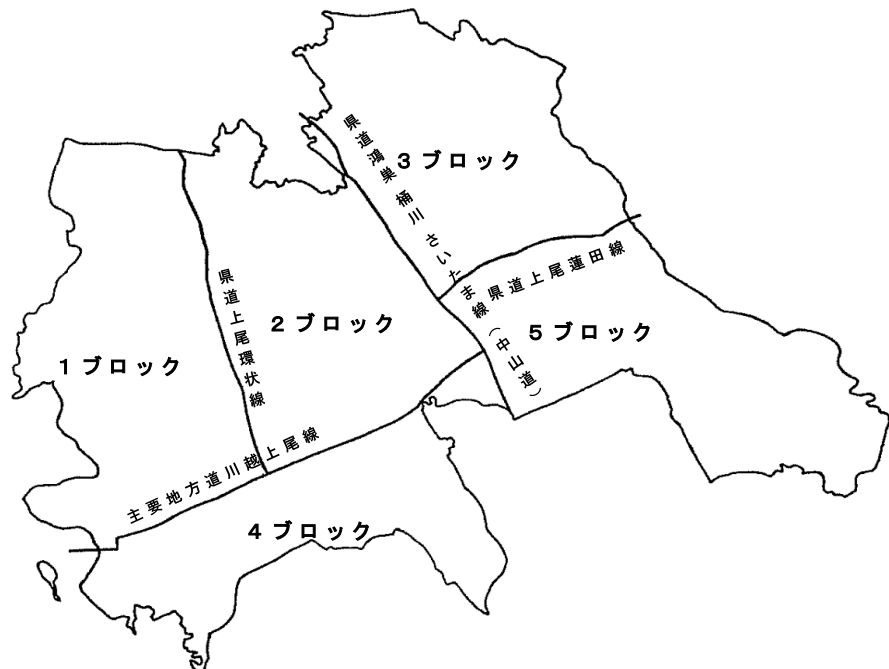 県道鴻巣桶川さいたま線(中山道)
3ブロック
県道上尾蓮田線
県道上尾環状線
2ブロック
5ブロック
1ブロック
主要地方道川越上尾線
4ブロック